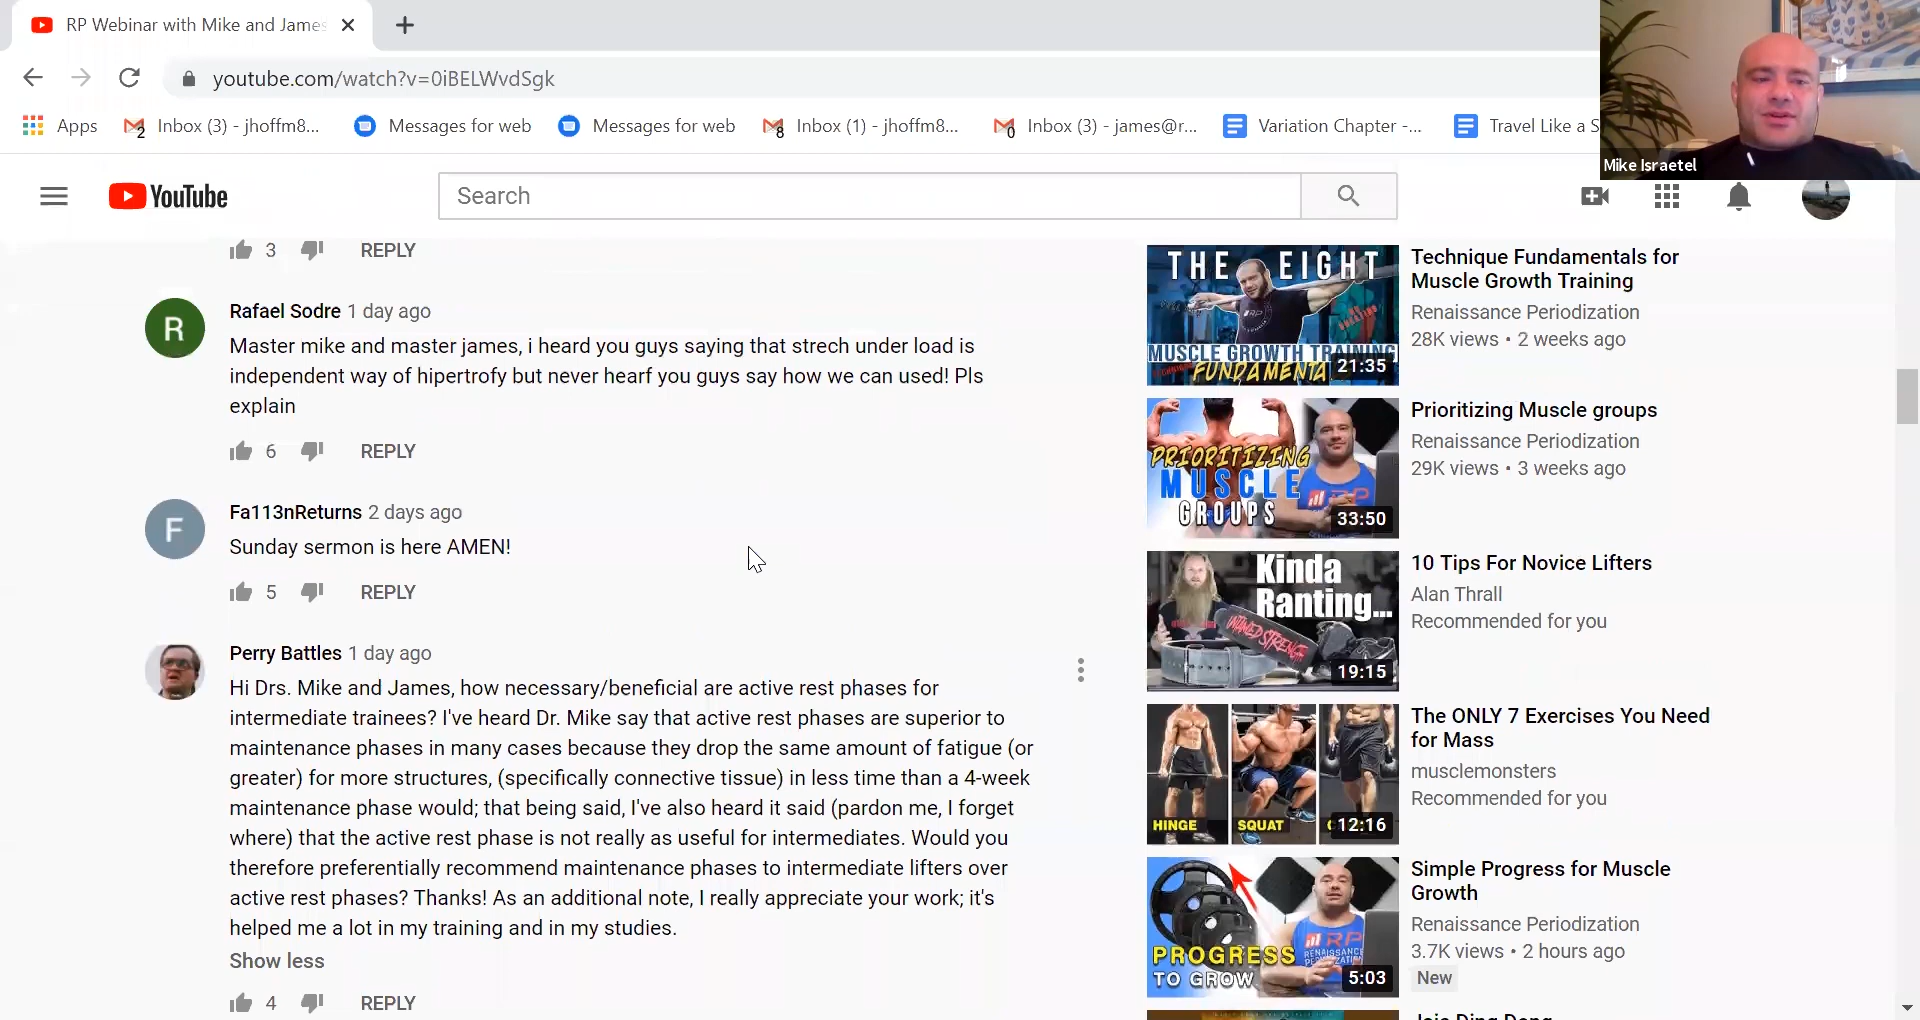 RP Webinar with Mike and James
youtube.com/watch?v=0iBELWvdSgk
Apps
2
Inbox (3) - jhoffm8...
Messages for web
Messages for web
8
Inbox (1) - jhoffm8...
0
Inbox (3) - james@r...
Variation Chapter -...
Travel Like a S
Mike Israetel
YouTube
Search
3 REPLY
R
Rafael Sodre 1 day ago
Master mike and master james, i heard you guys saying that strech under load is
independent way of hipertrofy but never hearf you guys say how we can used! Pls
explain
6 REPLY
F
Fa113nReturns 2 days ago
Sunday sermon is here AMEN!
5 REPLY
Perry Battles 1 day ago
Hi Drs. Mike and James, how necessary/beneficial are active rest phases for
intermediate trainees? I've heard Dr. Mike say that active rest phases are superior to
maintenance phases in many cases because they drop the same amount of fatigue (or
greater) for more structures, (specifically connective tissue) in less time than a 4-week
maintenance phase would; that being said, I've also heard it said (pardon me, I forget
where) that the active rest phase is not really as useful for intermediates. Would you
therefore preferentially recommend maintenance phases to intermediate lifters over
active rest phases? Thanks! As an additional note, I really appreciate your work; it's
helped me a lot in my training and in my studies.
Show less
4 REPLY
THE EIGHT
MUSCLE GROWTH TRAINING
FUNDAMENTA
21:35
Technique Fundamentals for
Muscle Growth Training
Renaissance Periodization
28K views • 2 weeks ago
PRIORITIZING
MUSCLE
GROUPS
RP
33:50
Prioritizing Muscle groups
Renaissance Periodization
29K views • 3 weeks ago
Kinda
Ranting...
UNTAMED STRENGTH
19:15
10 Tips For Novice Lifters
Alan Thrall
Recommended for you
HINGE
SQUAT
C
12:16
The ONLY 7 Exercises You Need
for Mass
musclemonsters
Recommended for you
RP
RENAISSANCE
PERIODIZATION
PROGRESS
TO GROW
5:03
Simple Progress for Muscle
Growth
Renaissance Periodization
3.7K views • 2 hours ago
New